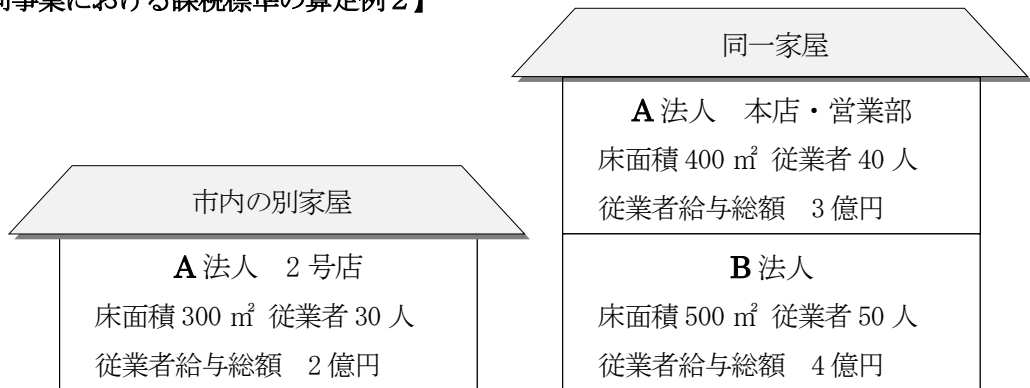 同事業における課税標準の算定例２】
同一家屋
A法人　本店・営業部
床面積400㎡ 従業者40人
従業者給与総額　3億円
市内の別家屋
A法人　2号店
床面積300㎡ 従業者30人
従業者給与総額　2億円
B法人
床面積500㎡ 従業者50人
従業者給与総額　4億円